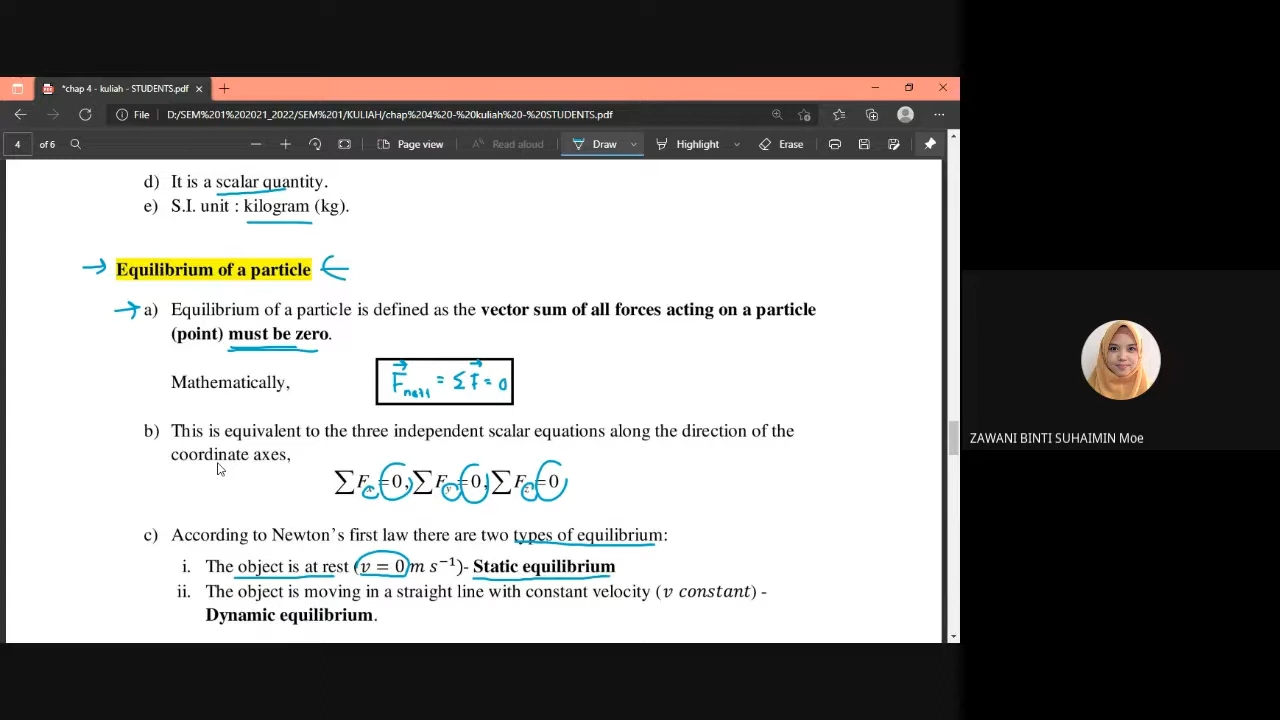 *chap 4 - kuliah - STUDENTS.pdf
File D:/SEM%201%202021_2022/SEM%201/KULIAH/chap%204%20-%20kuliah%20-%20STUDENTS.pdf
4 of 6 Page view Read aloud Draw Highlight Erase
d) It is a scalar quantity.
e) S.I. unit : kilogram (kg).
Equilibrium of a particle
a) Equilibrium of a particle is defined as the vector sum of all forces acting on a particle
(point) must be zero.
Mathematically, F⃗nett = ΣF⃗ = 0
b) This is equivalent to the three independent scalar equations along the direction of the
coordinate axes,
∑Fx=0, ∑Fy=0, ∑Fz=0
c) According to Newton's first law there are two types of equilibrium:
i. The object is at rest (v = 0 m s⁻¹)- Static equilibrium
ii. The object is moving in a straight line with constant velocity (v constant) -
Dynamic equilibrium.
ZAWANI BINTI SUHAIMIN Moe